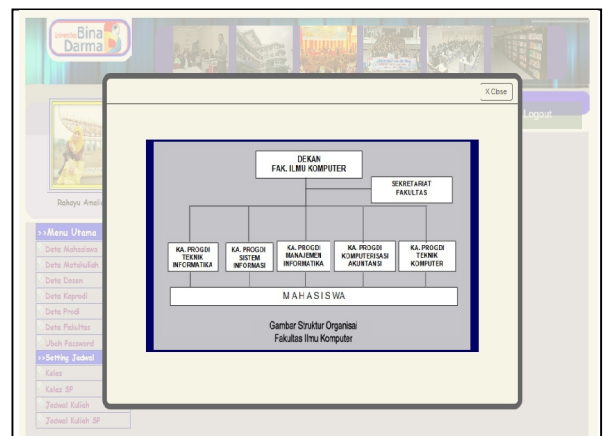 Bina
Darma
X Close
Logout
DEKAN
FAK. ILMU KOMPUTER
SEKRETARIAT
FAKULTAS
KA. PROGDI
TEKNIK
INFORMATIKA
KA. PROGDI
SISTEM
INFORMASI
KA. PROGDI
MANAJEMEN
INFORMATIKA
KA. PROGDI
KOMPUTERISASI
AKUNTANSI
KA. PROGDI
TEKNIK
KOMPUTER
MAHASISWA
Gambar Struktur Organisai
Fakultas Ilmu Komputer
Rahayu
>>Menu Utama
Data Mahasiswa
Data Matakuliah
Data Dosen
Data Kaprodi
Data Prodi
Data Fakultas
Ubah Password
>>Setting Jadwal
Kelas
Kelas SP
Jadwal Kuliah
Jadwal Kuliah SP